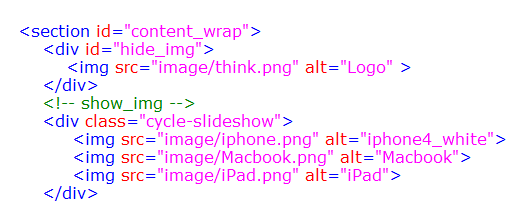 <section id="content_wrap">
<div id="hide_img">
<img src="image/think.png" alt="Logo" >
</div>
<!-- show_img -->
<div class="cycle-slideshow">
<img src="image/iphone.png" alt="iphone4_white">
<img src="image/Macbook.png" alt="Macbook">
<img src="image/iPad.png" alt="iPad">
</div>